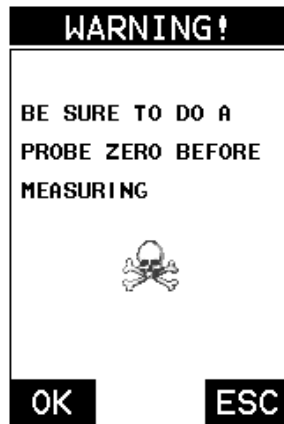 WARNING!
BE SURE TO DO A
PROBE ZERO BEFORE
MEASURING
OK ESC